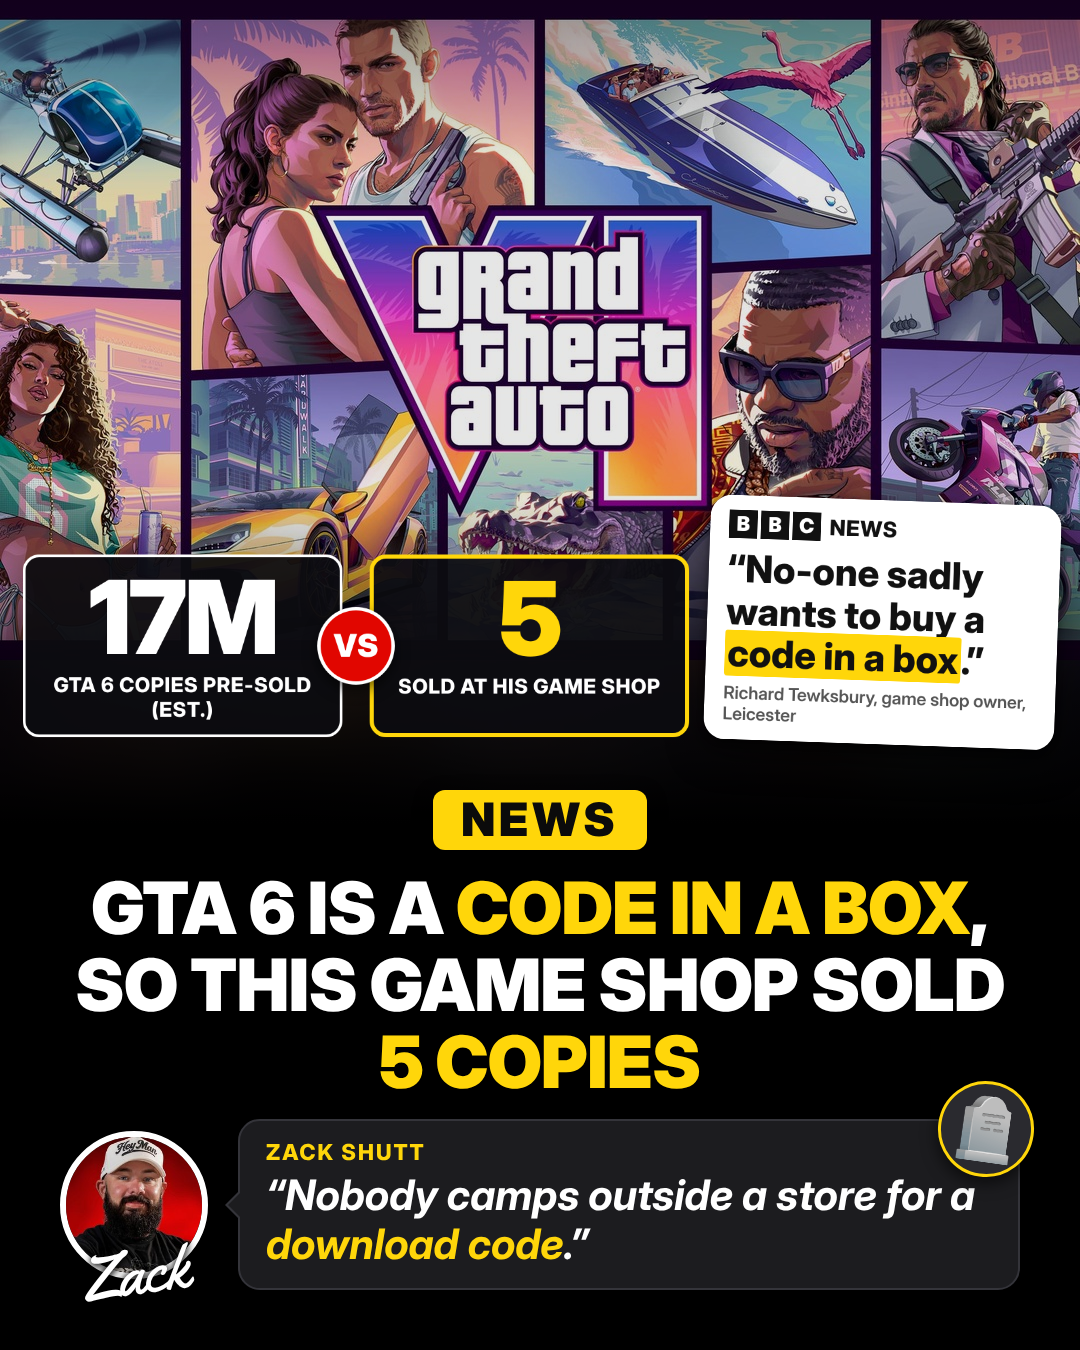 grand
theft
auto
VI
BBC NEWS
“No-one sadly
wants to buy a
code in a box.”
Richard Tewksbury, game shop owner,
Leicester
17M
GTA 6 COPIES PRE-SOLD
(EST.)
VS
5
SOLD AT HIS GAME SHOP
NEWS
GTA 6 IS A CODE IN A BOX,
SO THIS GAME SHOP SOLD
5 COPIES
Hey Man
ZACK SHUTT
“Nobody camps outside a store for a
download code.”
Zack